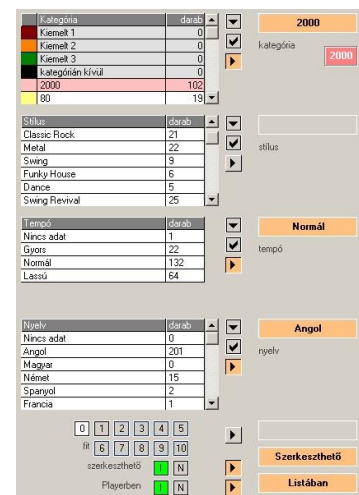 Kategória darab
Kiemelt 1 0
Kiemelt 2 0
Kiemelt 3 0
kategórián kívül 0
2000 102
80 19
2000
kategória
2000
Stílus darab
Classic Rock 21
Metal 22
Swing 9
Funky House 6
Dance 5
Swing Revival 25
stílus
Tempó darab
Nincs adat 1
Gyors 22
Normál 132
Lassú 64
Normál
tempó
Nyelv darab
Nincs adat 0
Angol 201
Magyar 0
Német 15
Spanyol 2
Francia 1
Angol
nyelv
0 1 2 3 4 5
fit 6 7 8 9 10
szerkeszthető I N
Szerkeszthető
Playerben I N
Listában